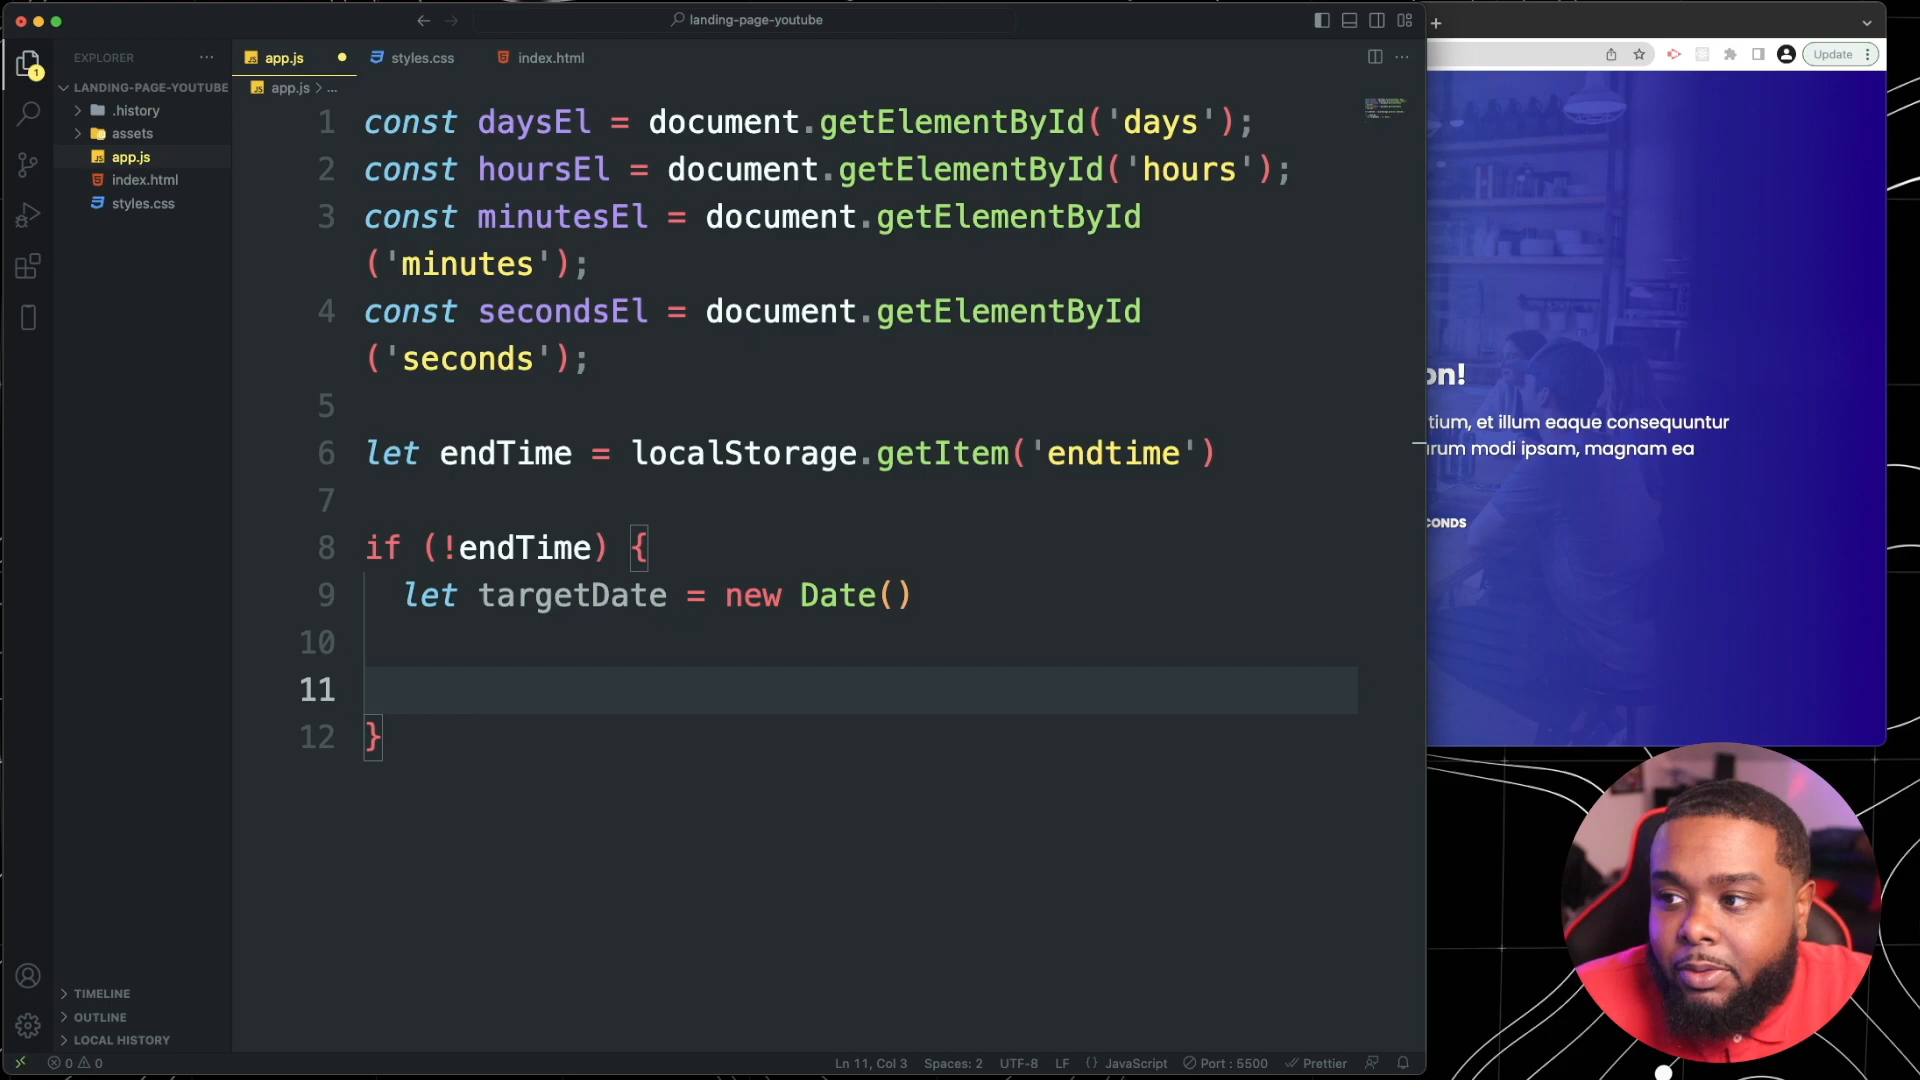 landing-page-youtube
EXPLORER
LANDING-PAGE-YOUTUBE
.history
assets
app.js
index.html
styles.css
TIMELINE
OUTLINE
LOCAL HISTORY
1
app.js
styles.css
index.html
app.js > ...
1 const daysEl = document.getElementById('days');
2 const hoursEl = document.getElementById('hours');
3 const minutesEl = document.getElementById
('minutes');
4 const secondsEl = document.getElementById
('seconds');
5
6 let endTime = localStorage.getItem('endtime')
7
8 if (!endTime) {
9 let targetDate = new Date()
10
11
12 }
0 0
Ln 11, Col 3 Spaces: 2 UTF-8 LF {} JavaScript Port : 5500 Prettier
Update
on!
tium, et illum eaque consequuntur
rum modi ipsam, magnam ea
CONDS